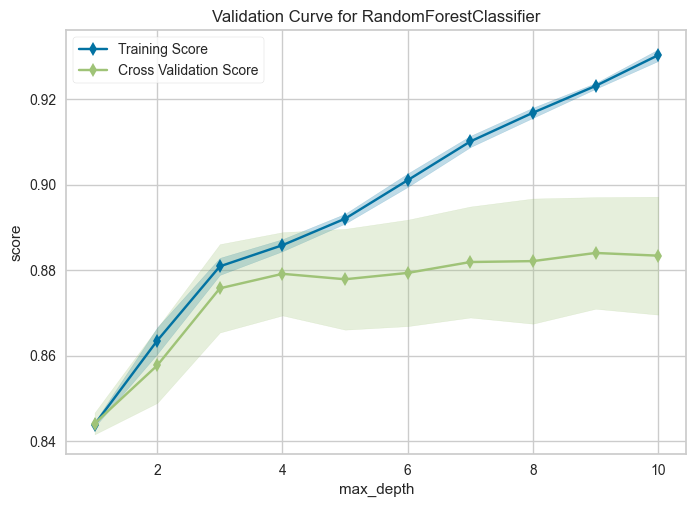 Validation Curve for RandomForestClassifier
Training Score
Cross Validation Score
0.92
0.90
0.88
0.86
0.84
score
2
4
6
8
10
max_depth